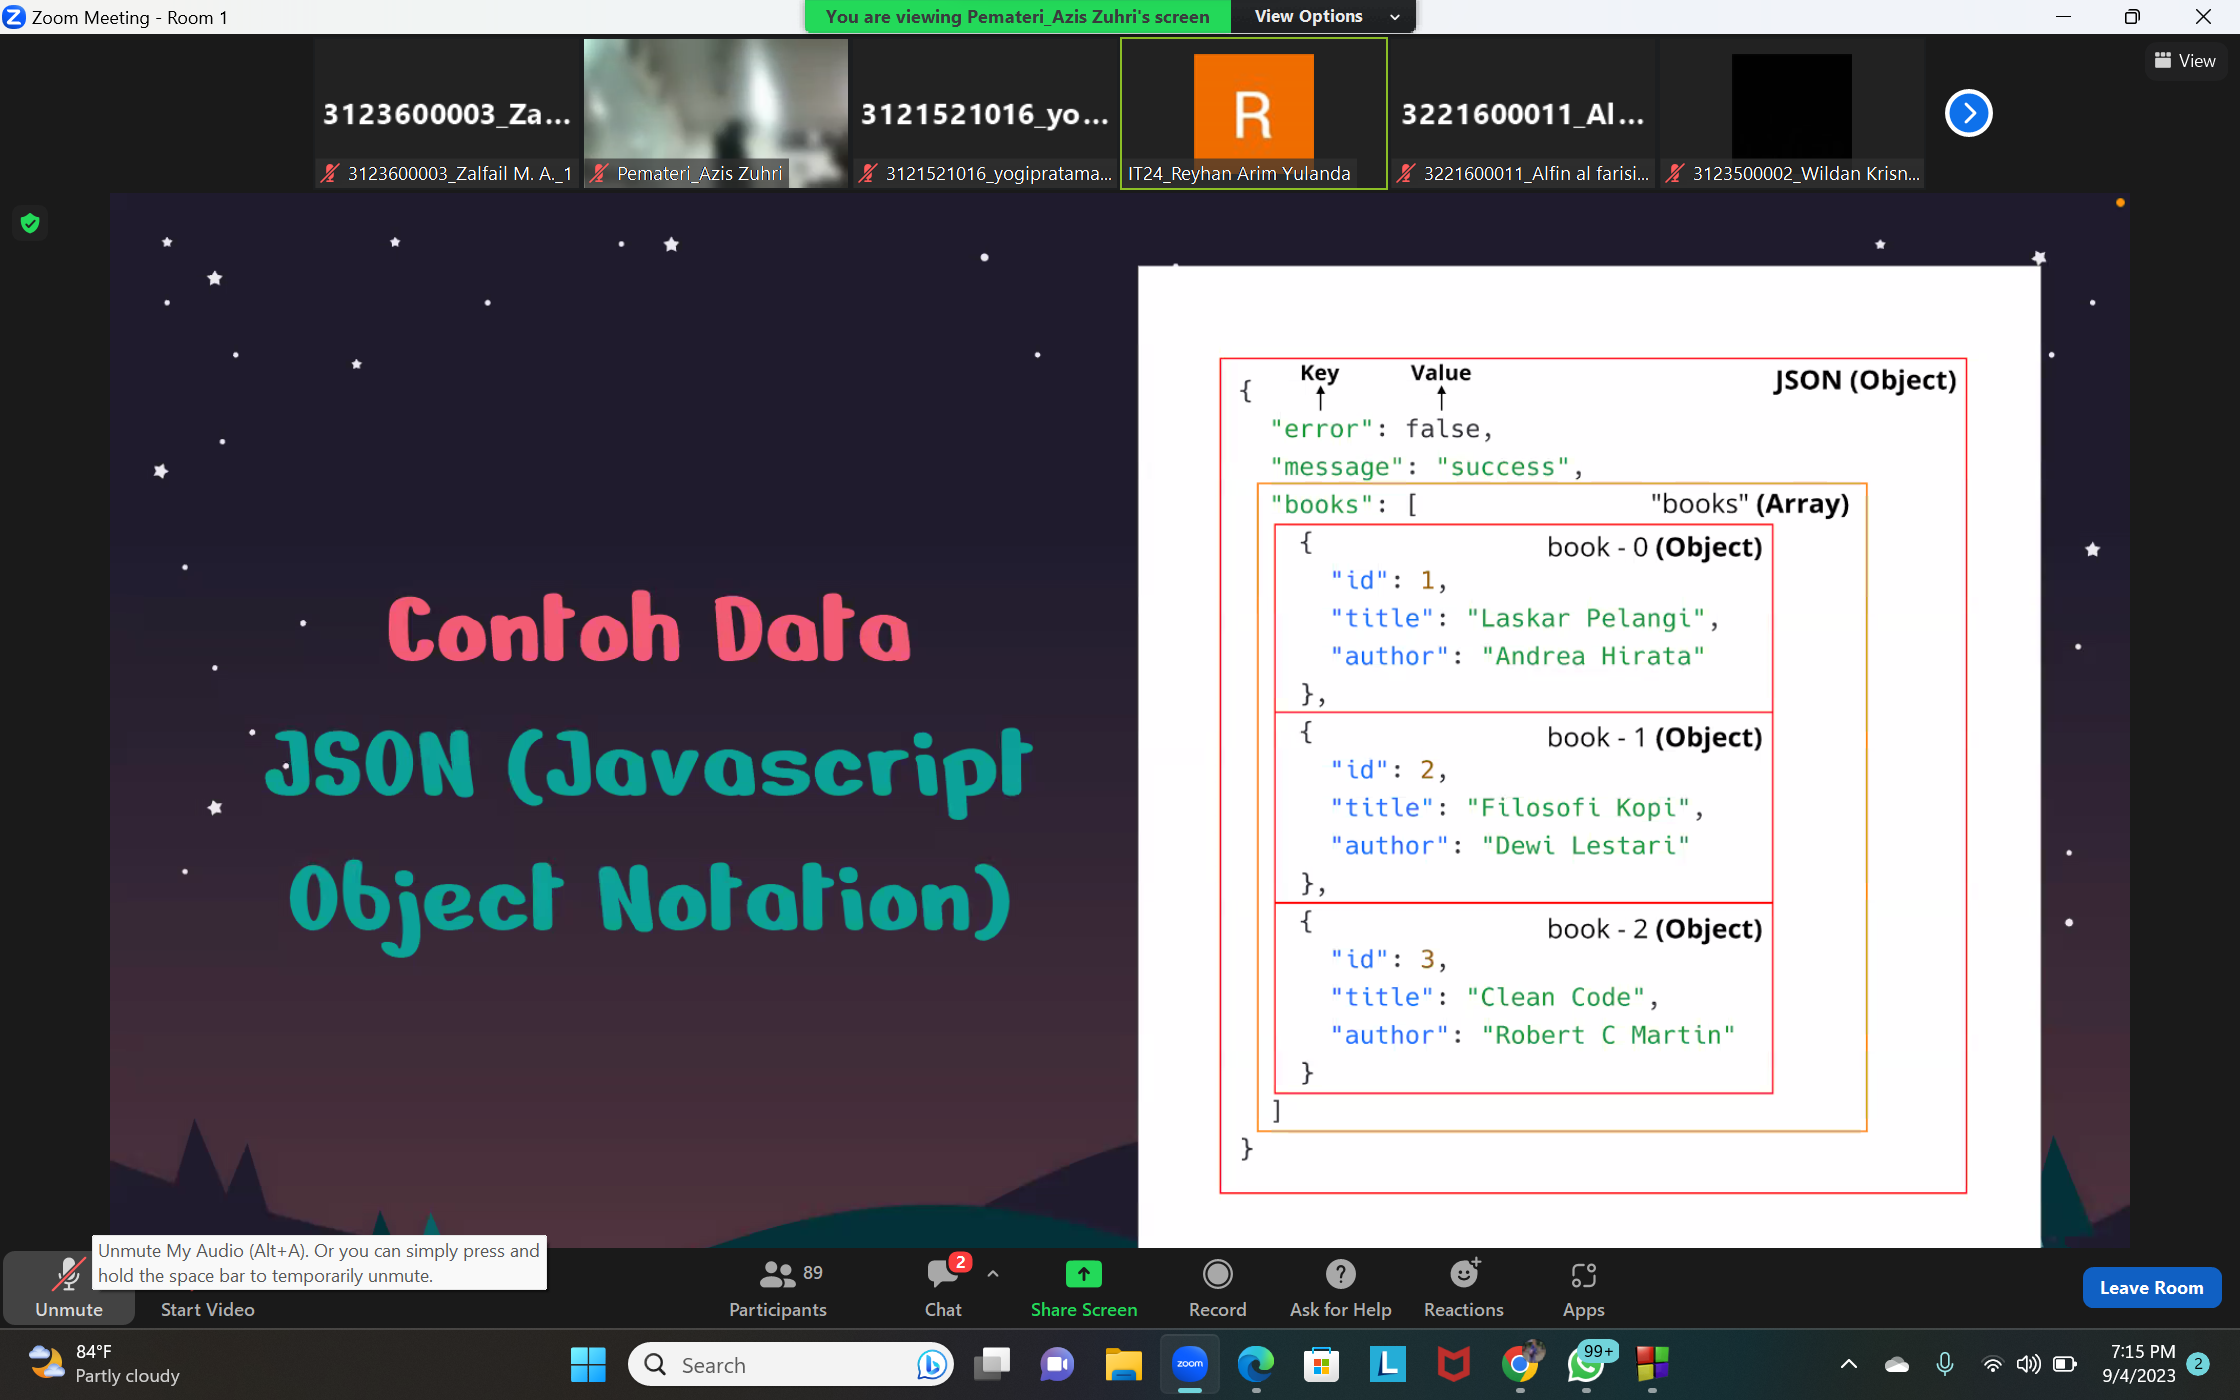 Zoom Meeting - Room 1
You are viewing Pemateri_Azis Zuhri's screen
View Options
View
3123600003_Za...
3121521016_yo...
R
3221600011_Al...
3123600003_Zalfail M. A._1
Pemateri_Azis Zuhri
3121521016_yogipratama...
IT24_Reyhan Arim Yulanda
3221600011_Alfin al farisi...
3123500002_Wildan Krisn...
Contoh Data
JSON (Javascript
Object Notation)
Key Value
JSON (Object)
{
"error": false,
"message": "success",
"books": [ "books" (Array)
{ book - 0 (Object)
"id": 1,
"title": "Laskar Pelangi",
"author": "Andrea Hirata"
},
{ book - 1 (Object)
"id": 2,
"title": "Filosofi Kopi",
"author": "Dewi Lestari"
},
{ book - 2 (Object)
"id": 3,
"title": "Clean Code",
"author": "Robert C Martin"
}
]
}
Unmute My Audio (Alt+A). Or you can simply press and
hold the space bar to temporarily unmute.
Unmute
Start Video
89
Participants
2
Chat
Share Screen
Record
Ask for Help
Reactions
Apps
Leave Room
84°F
Partly cloudy
Search
zoom
L
99+
7:15 PM
9/4/2023
2